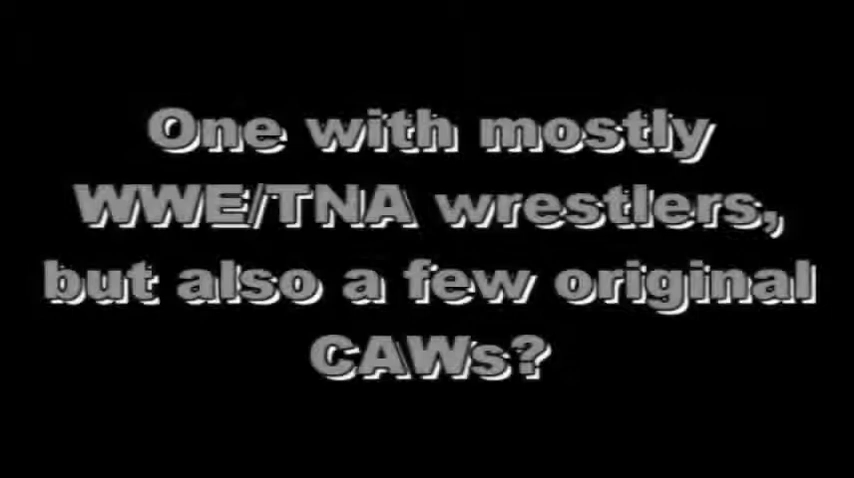 One with mostly
WWE/TNA wrestlers,
but also a few original
CAWs?